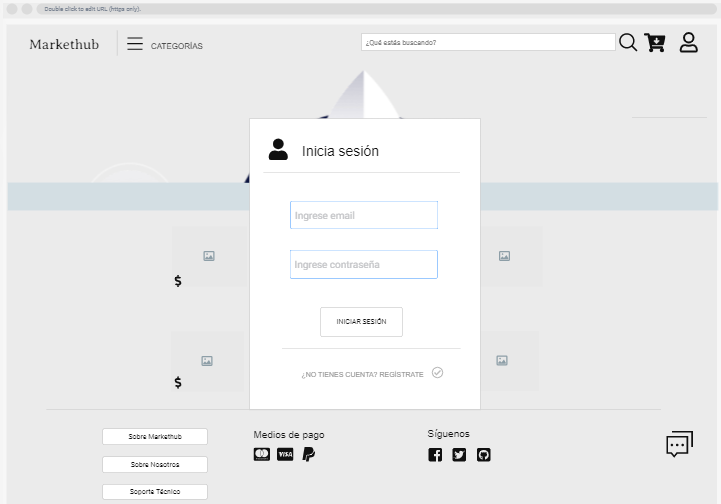 Double click to edit URL (https only).
Markethub
CATEGORÍAS
¿Qué estás buscando?
Inicia sesión
Ingrese email
Ingrese contraseña
$
INICIAR SESIÓN
¿NO TIENES CUENTA? REGÍSTRATE
$
Sobre Markethub
Medios de pago
VISA
Síguenos
Sobre Nosotros
Soporte Técnico